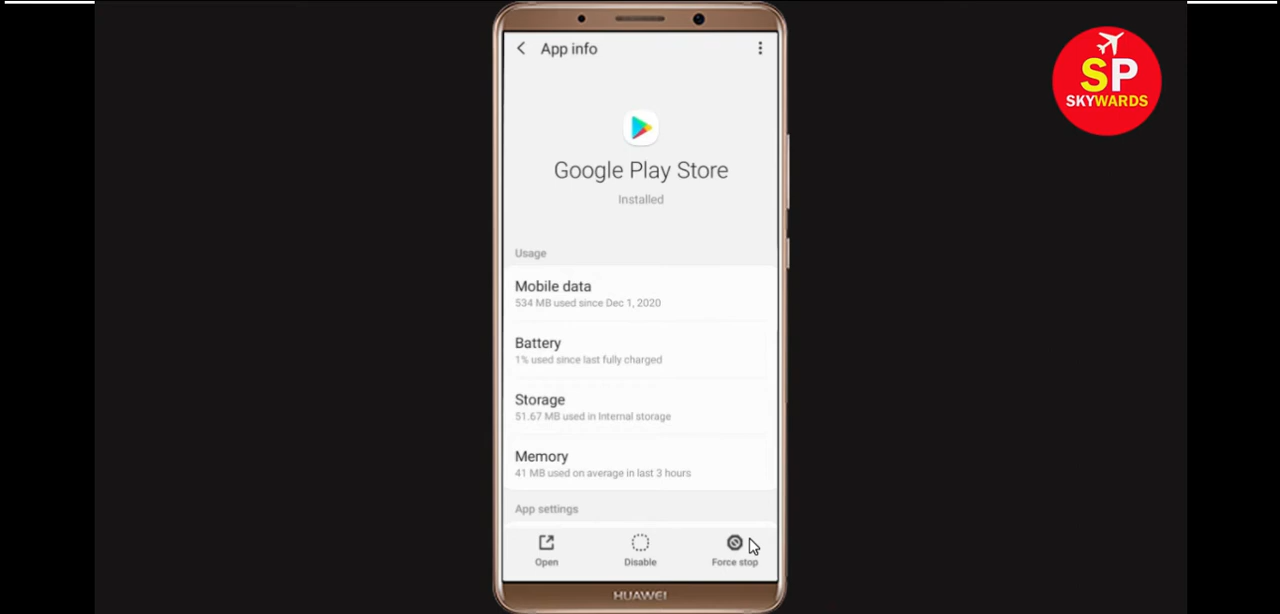 App info
SP
SKYWARDS
Google Play Store
Installed
Usage
Mobile data
534 MB used since Dec 1, 2020
Battery
1% used since last fully charged
Storage
51.67 MB used in Internal storage
Memory
41 MB used on average in last 3 hours
App settings
Open Disable Force stop
HUAWEI